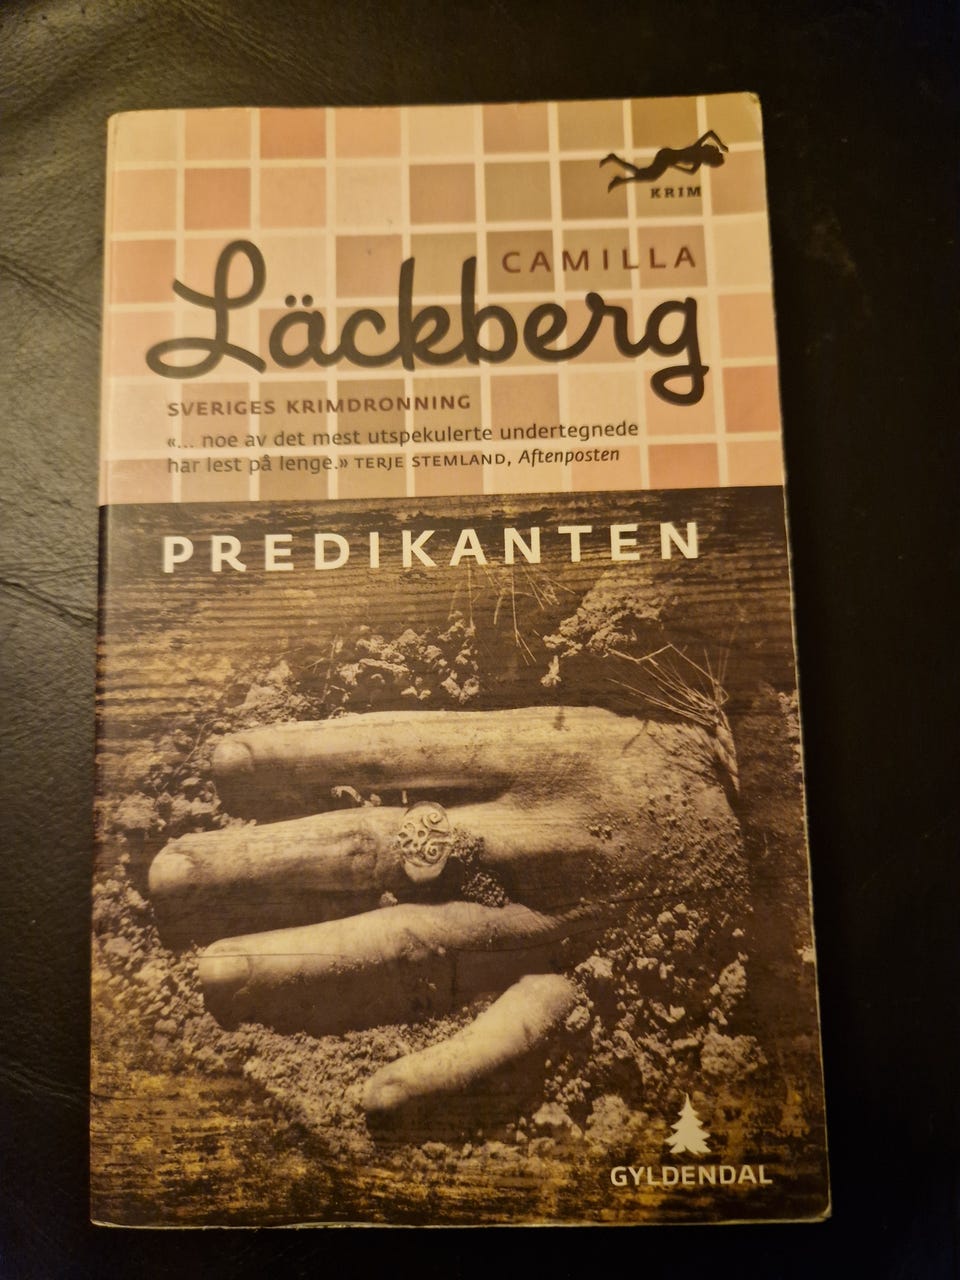 KRIM
CAMILLA
Läckberg
SVERIGES KRIMDRONNING
«... noe av det mest utspekulerte undertegnede
har lest på lenge.» TERJE STEMLAND, Aftenposten
PREDIKANTEN
GYLDENDAL